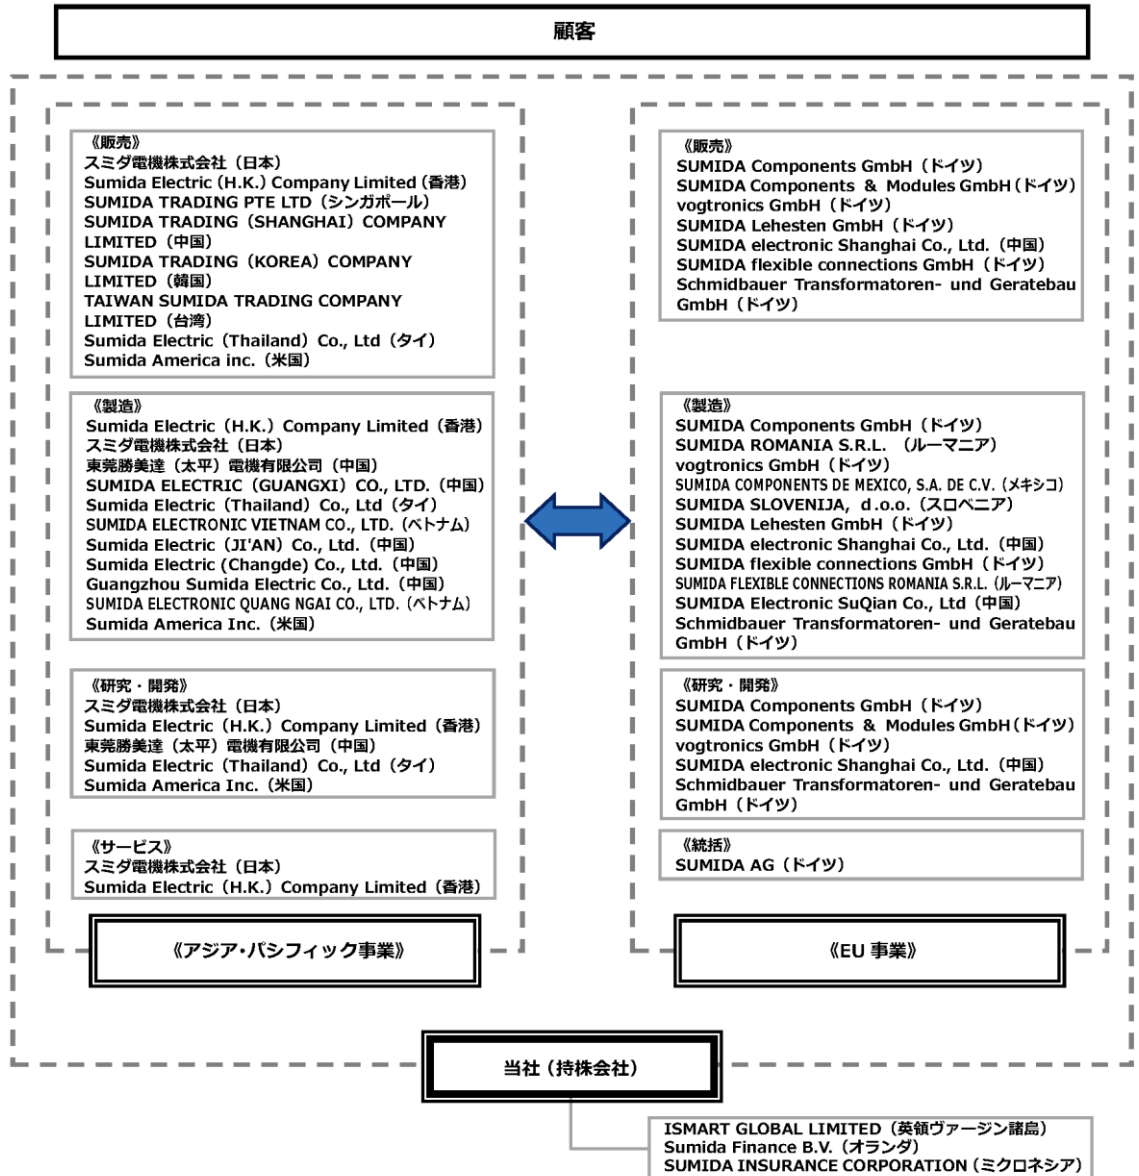 顧客
《販売》
スミダ電機株式会社（日本）
Sumida Electric（H.K.）Company Limited（香港）
SUMIDA TRADING PTE LTD（シンガポール）
SUMIDA TRADING（SHANGHAI）COMPANY
LIMITED（中国）
SUMIDA TRADING（KOREA）COMPANY
LIMITED（韓国）
TAIWAN SUMIDA TRADING COMPANY
LIMITED（台湾）
Sumida Electric（Thailand）Co., Ltd（タイ）
Sumida America inc.（米国）
《製造》
Sumida Electric（H.K.）Company Limited（香港）
スミダ電機株式会社（日本）
東莞勝美達（太平）電機有限公司（中国）
SUMIDA ELECTRIC（GUANGXI）CO., LTD.（中国）
Sumida Electric（Thailand）Co., Ltd（タイ）
SUMIDA ELECTRONIC VIETNAM CO., LTD.（ベトナム）
Sumida Electric（JI'AN）Co., Ltd.（中国）
Sumida Electric (Changde) Co., Ltd.（中国）
Guangzhou Sumida Electric Co., Ltd.（中国）
SUMIDA ELECTRONIC QUANG NGAI CO., LTD.（ベトナム）
Sumida America Inc.（米国）
《研究・開発》
スミダ電機株式会社（日本）
Sumida Electric（H.K.）Company Limited（香港）
東莞勝美達（太平）電機有限公司（中国）
Sumida Electric（Thailand）Co., Ltd（タイ）
Sumida America Inc.（米国）
《サービス》
スミダ電機株式会社（日本）
Sumida Electric（H.K.）Company Limited（香港）
《アジア・パシフィック事業》
《販売》
SUMIDA Components GmbH（ドイツ）
SUMIDA Components & Modules GmbH（ドイツ）
vogtronics GmbH（ドイツ）
SUMIDA Lehesten GmbH（ドイツ）
SUMIDA electronic Shanghai Co., Ltd.（中国）
SUMIDA flexible connections GmbH（ドイツ）
Schmidbauer Transformatoren- und Geratebau
GmbH（ドイツ）
《製造》
SUMIDA Components GmbH（ドイツ）
SUMIDA ROMANIA S.R.L.（ルーマニア）
vogtronics GmbH（ドイツ）
SUMIDA COMPONENTS DE MEXICO, S.A. DE C.V.（メキシコ）
SUMIDA SLOVENIJA, d.o.o.（スロベニア）
SUMIDA Lehesten GmbH（ドイツ）
SUMIDA electronic Shanghai Co., Ltd.（中国）
SUMIDA flexible connections GmbH（ドイツ）
SUMIDA FLEXIBLE CONNECTIONS ROMANIA S.R.L.（ルーマニア）
SUMIDA Electronic SuQian Co., Ltd（中国）
Schmidbauer Transformatoren- und Geratebau
GmbH（ドイツ）
《研究・開発》
SUMIDA Components GmbH（ドイツ）
SUMIDA Components & Modules GmbH（ドイツ）
vogtronics GmbH（ドイツ）
SUMIDA electronic Shanghai Co., Ltd.（中国）
Schmidbauer Transformatoren- und Geratebau
GmbH（ドイツ）
《統括》
SUMIDA AG（ドイツ）
《EU 事業》
当社（持株会社）
ISMART GLOBAL LIMITED（英領ヴァージン諸島）
Sumida Finance B.V.（オランダ）
SUMIDA INSURANCE CORPORATION（ミクロネシア）